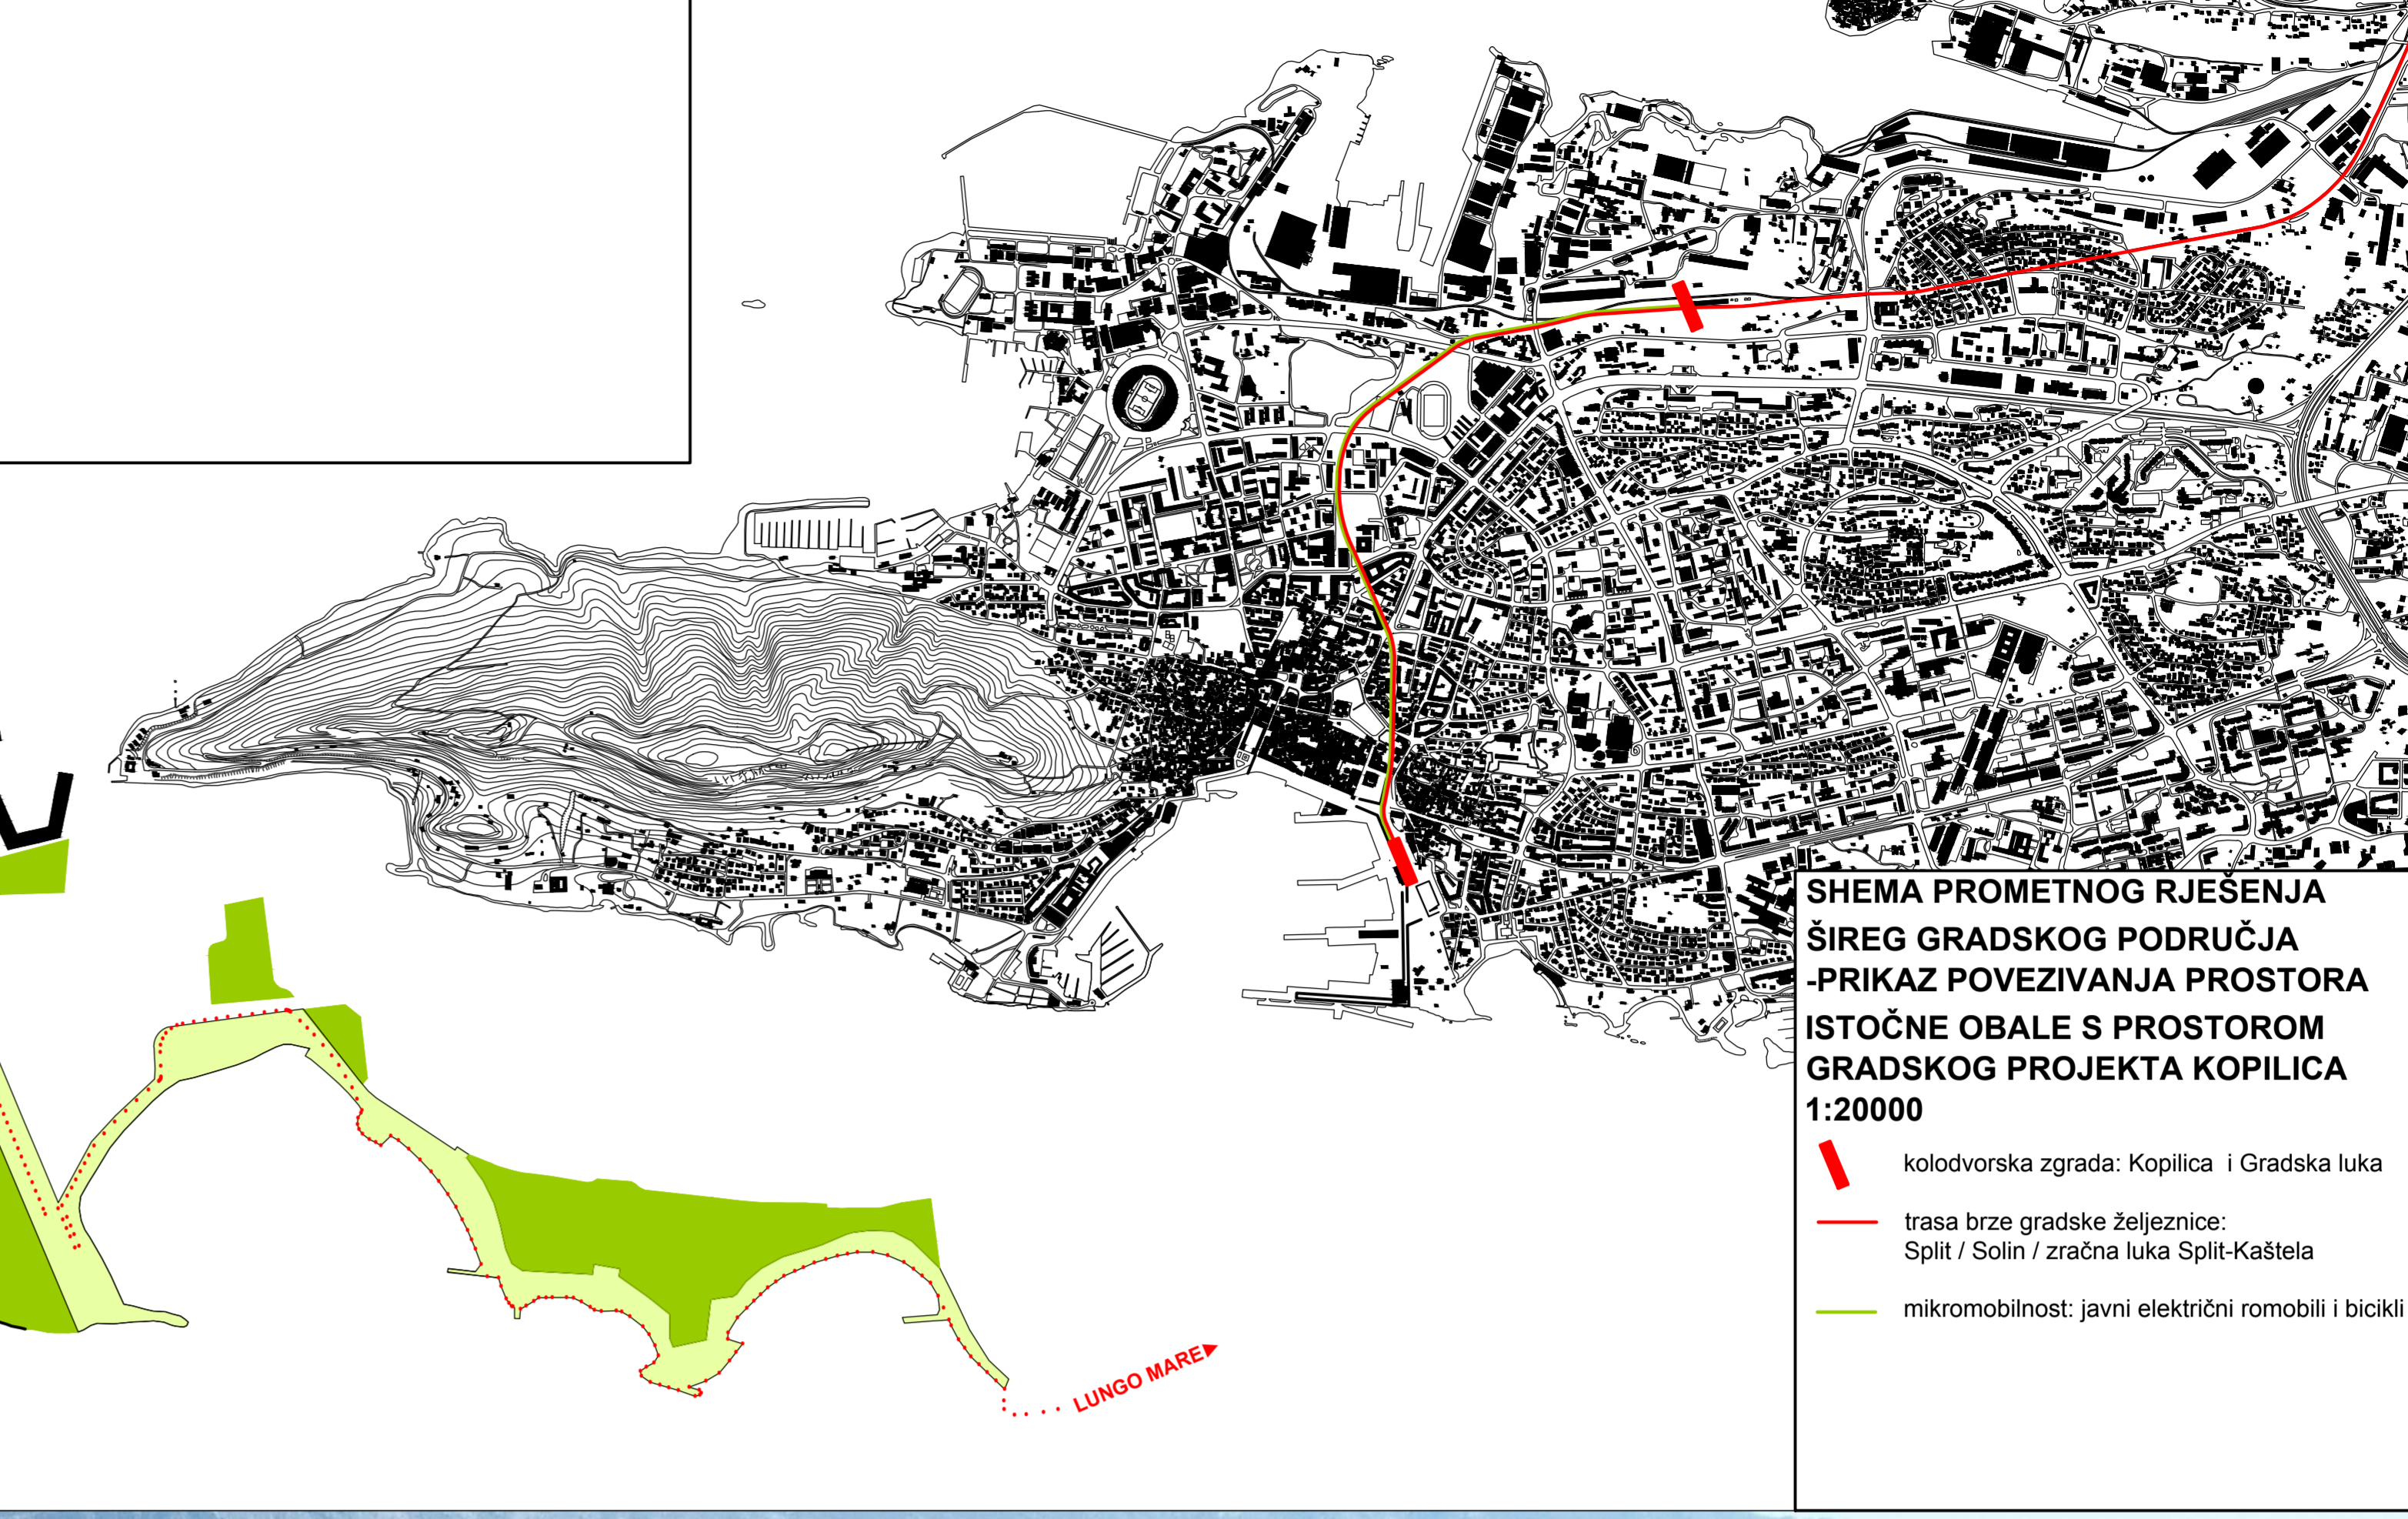 SHEMA PROMETNOG RJEŠENJA
ŠIREG GRADSKOG PODRUČJA
-PRIKAZ POVEZIVANJA PROSTORA
ISTOČNE OBALE S PROSTOROM
GRADSKOG PROJEKTA KOPILICA
1:20000
kolodvorska zgrada: Kopilica i Gradska luka
trasa brze gradske željeznice:
Split / Solin / zračna luka Split-Kaštela
mikromobilnost: javni električni romobili i bicikli
LUNGO MARE